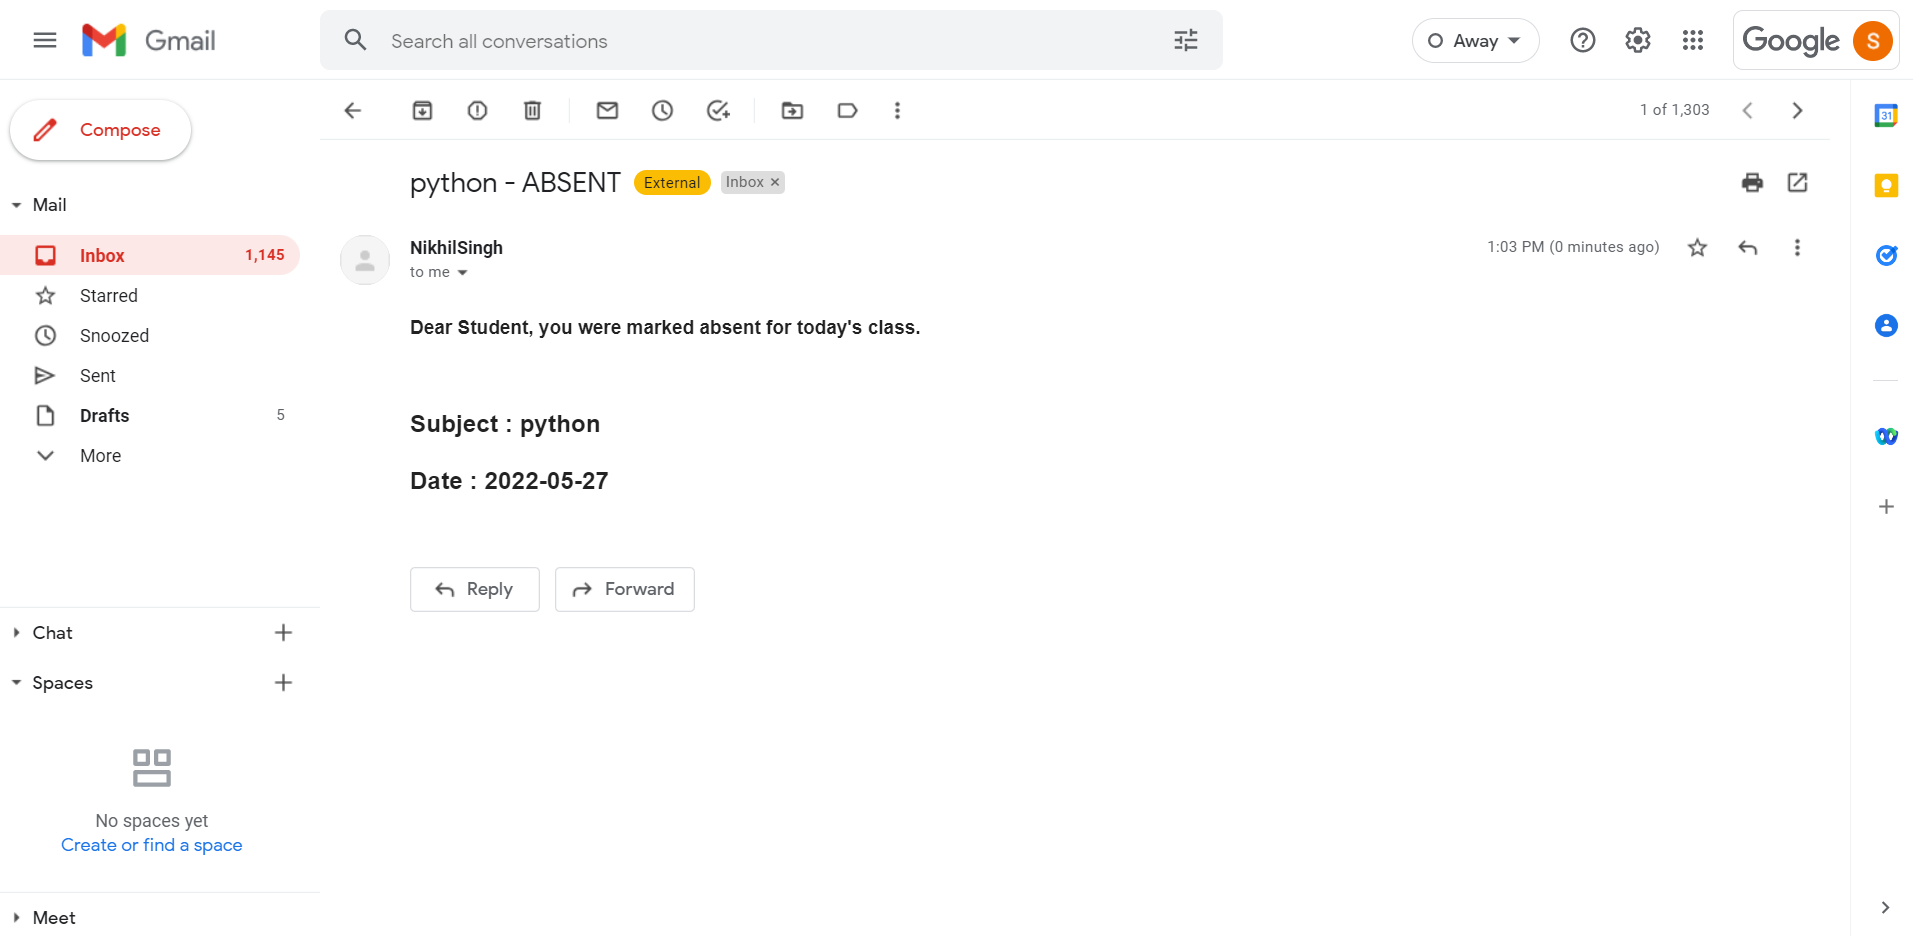 Gmail
Search all conversations
Away
Google
S
Compose
1 of 1,303
31
Mail
python - ABSENT
External
Inbox ×
Inbox 1,145
NikhilSingh
1:03 PM (0 minutes ago)
to me
Starred
Snoozed
Dear Student, you were marked absent for today's class.
Sent
Drafts 5
Subject : python
More
Date : 2022-05-27
Reply
Forward
Chat
Spaces
No spaces yet
Create or find a space
Meet